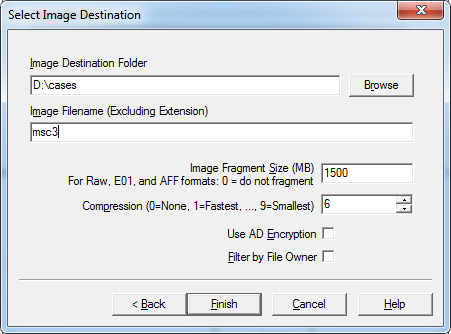 Select Image Destination
Image Destination Folder
D:\cases
Browse
Image Filename (Excluding Extension)
msc3
Image Fragment Size (MB)
For Raw, E01, and AFF formats: 0 = do not fragment
1500
Compression (0=None, 1=Fastest, ..., 9=Smallest)
6
Use AD Encryption
Filter by File Owner
< Back Finish Cancel Help